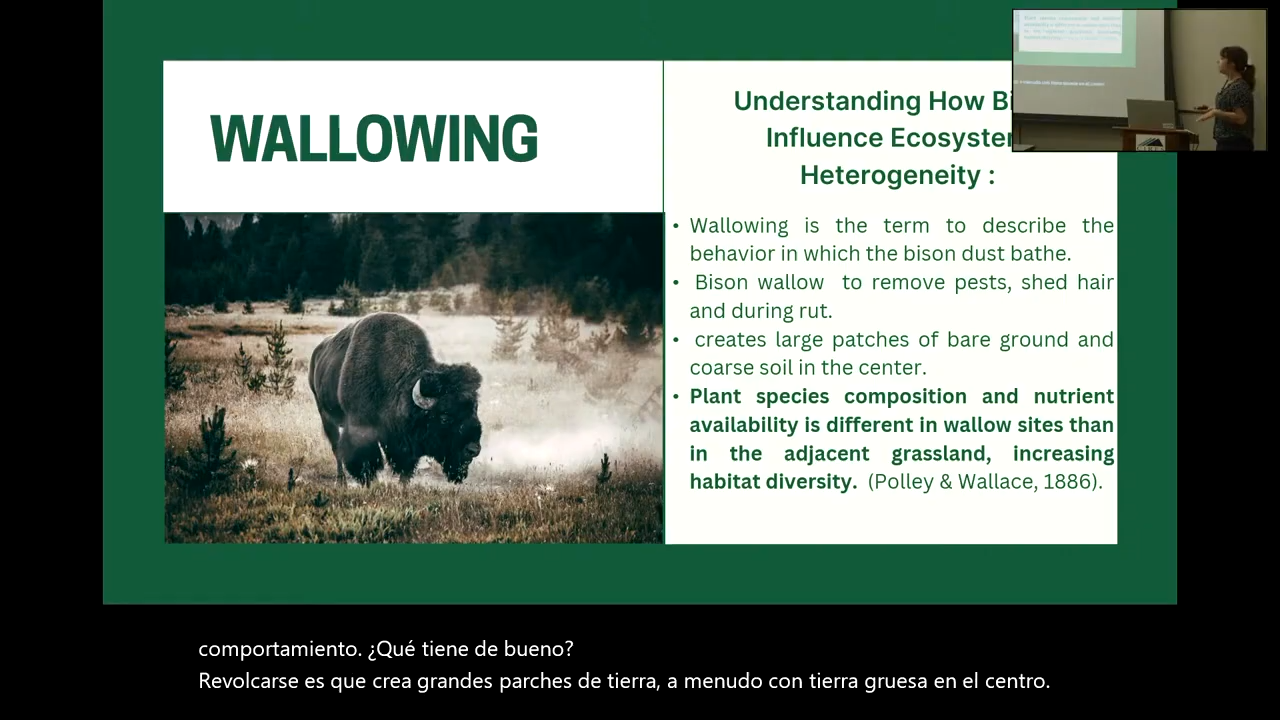 WALLOWING
Understanding How Bi
Influence Ecosyster
Heterogeneity :
• Wallowing is the term to describe the
behavior in which the bison dust bathe.
• Bison wallow to remove pests, shed hair
and during rut.
• creates large patches of bare ground and
coarse soil in the center.
• Plant species composition and nutrient
availability is different in wallow sites than
in the adjacent grassland, increasing
habitat diversity. (Polley & Wallace, 1886).
comportamiento. ¿Qué tiene de bueno?
Revolcarse es que crea grandes parches de tierra, a menudo con tierra gruesa en el centro.